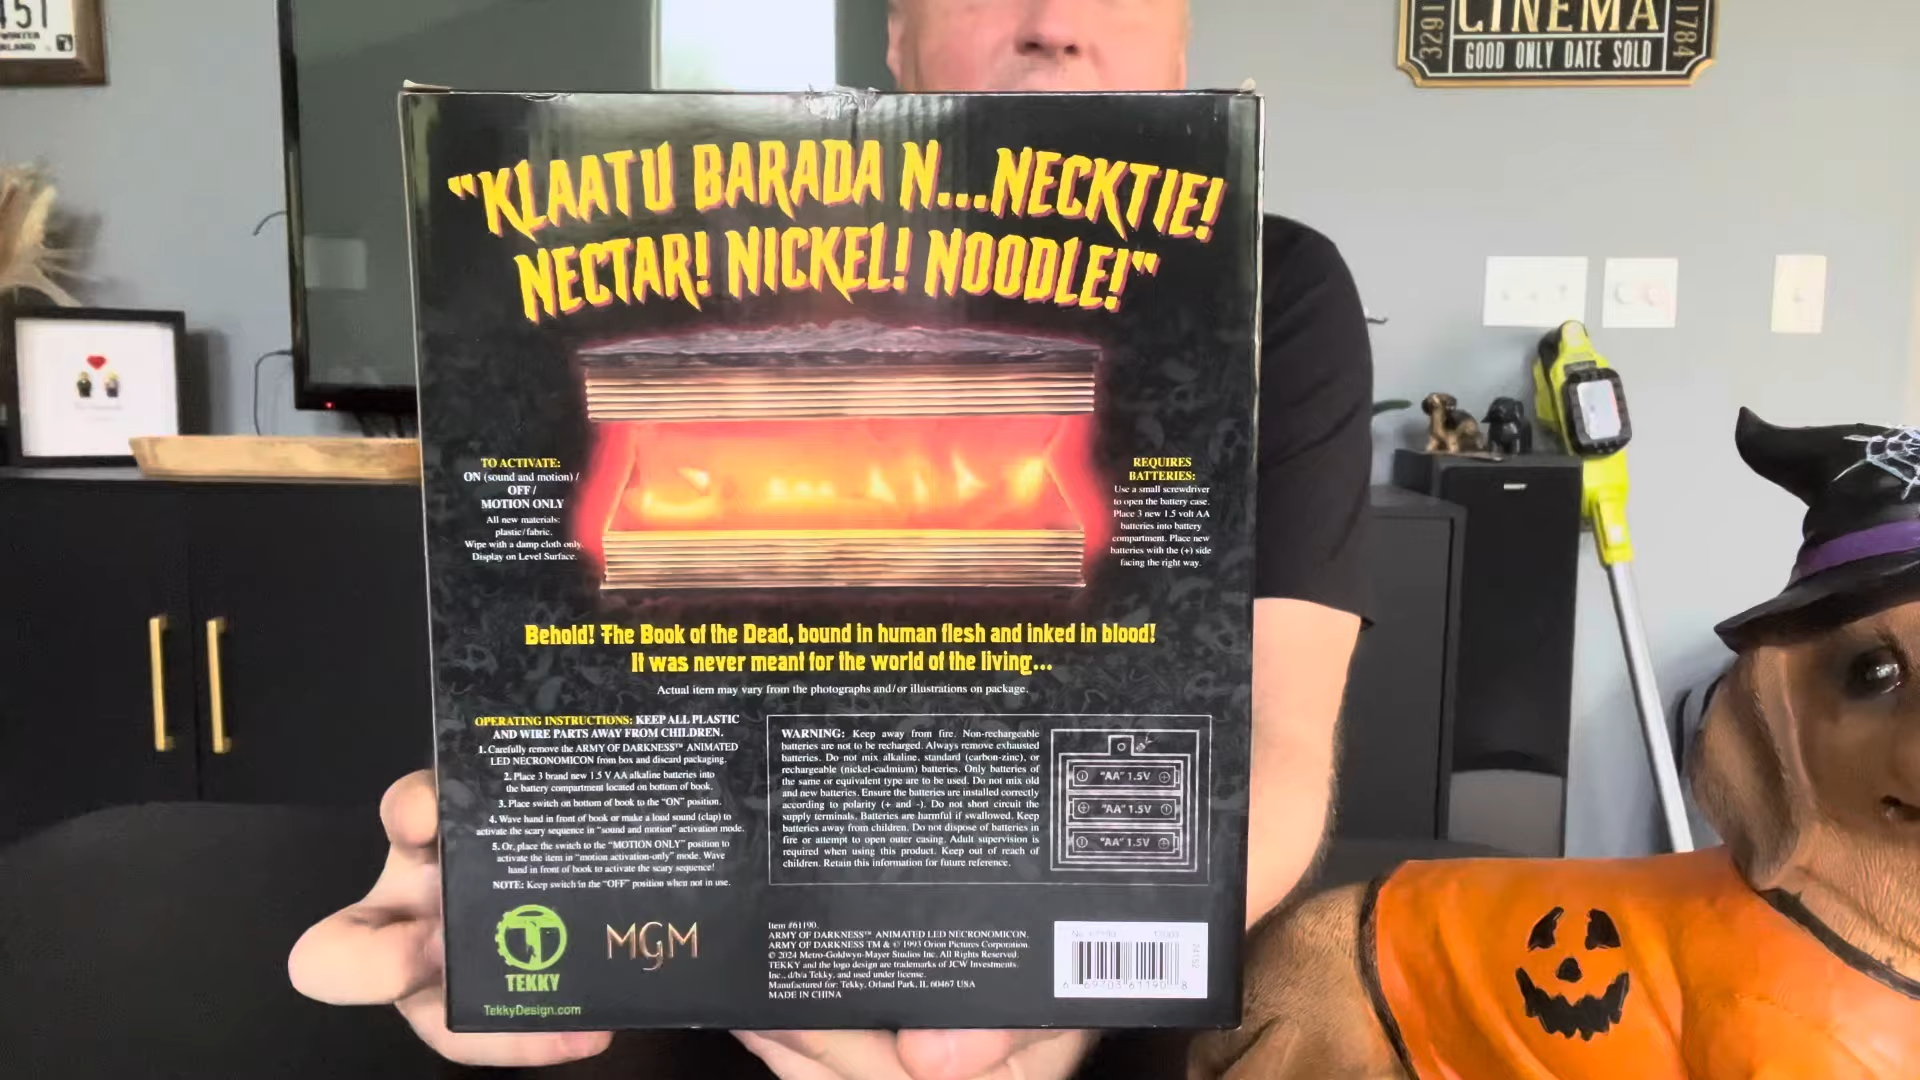 451
WINTER
CINEMA
3291
GOOD ONLY DATE SOLD
1784
"KLAATU BARADA N...NECKTIE!
NECTAR! NICKEL! NOODLE!"
TO ACTIVATE:
ON (sound and motion) /
OFF /
MOTION ONLY
All new materials:
plastic/fabric.
Wipe with a damp cloth only.
Display on Level Surface.
REQUIRES
BATTERIES:
Use a small screwdriver
to open the battery case.
Place 3 new 1.5 volt AA
batteries into battery
compartment. Place new
batteries with the (+) side
facing the right way.
Behold! The Book of the Dead, bound in human flesh and inked in blood!
It was never meant for the world of the living...
Actual item may vary from the photographs and/or illustrations on package.
OPERATING INSTRUCTIONS: KEEP ALL PLASTIC
AND WIRE PARTS AWAY FROM CHILDREN.
1. Carefully remove the ARMY OF DARKNESS™ ANIMATED
LED NECRONOMICON from box and discard packaging.
2. Place 3 brand new 1.5 V AA alkaline batteries into
the battery compartment located on bottom of book.
3. Place switch on bottom of book to the "ON" position.
4. Wave hand in front of book or make a loud sound (clap) to
activate the scary sequence in "sound and motion" activation mode.
5. Or, place the switch to the "MOTION ONLY" position to
activate the item in "motion activation-only" mode. Wave
hand in front of book to activate the scary sequence!
NOTE: Keep switch in the "OFF" position when not in use.
WARNING: Keep away from fire. Non-rechargeable
batteries are not to be recharged. Always remove exhausted
batteries. Do not mix alkaline, standard (carbon-zinc), or
rechargeable (nickel-cadmium) batteries. Only batteries of
the same or equivalent type are to be used. Do not mix old
and new batteries. Ensure the batteries are installed correctly
according to polarity (+ and -). Do not short circuit the
supply terminals. Batteries are harmful if swallowed. Keep
batteries away from children. Do not dispose of batteries in
fire or attempt to open outer casing. Adult supervision is
required when using this product. Keep out of reach of
children. Retain this information for future reference.
"AA" 1.5V
"AA" 1.5V
"AA" 1.5V
TEKKY
TekkyDesign.com
MGM
Item #61190.
ARMY OF DARKNESS™ ANIMATED LED NECRONOMICON.
ARMY OF DARKNESS TM & © 1993 Orion Pictures Corporation.
© 2024 Metro-Goldwyn-Mayer Studios Inc. All Rights Reserved.
TEKKY and the logo design are trademarks of JCW Investments,
Inc., d/b/a Tekky, and used under license.
Manufactured for: Tekky, Orland Park, IL 60467 USA
MADE IN CHINA
6 69703 61190 8